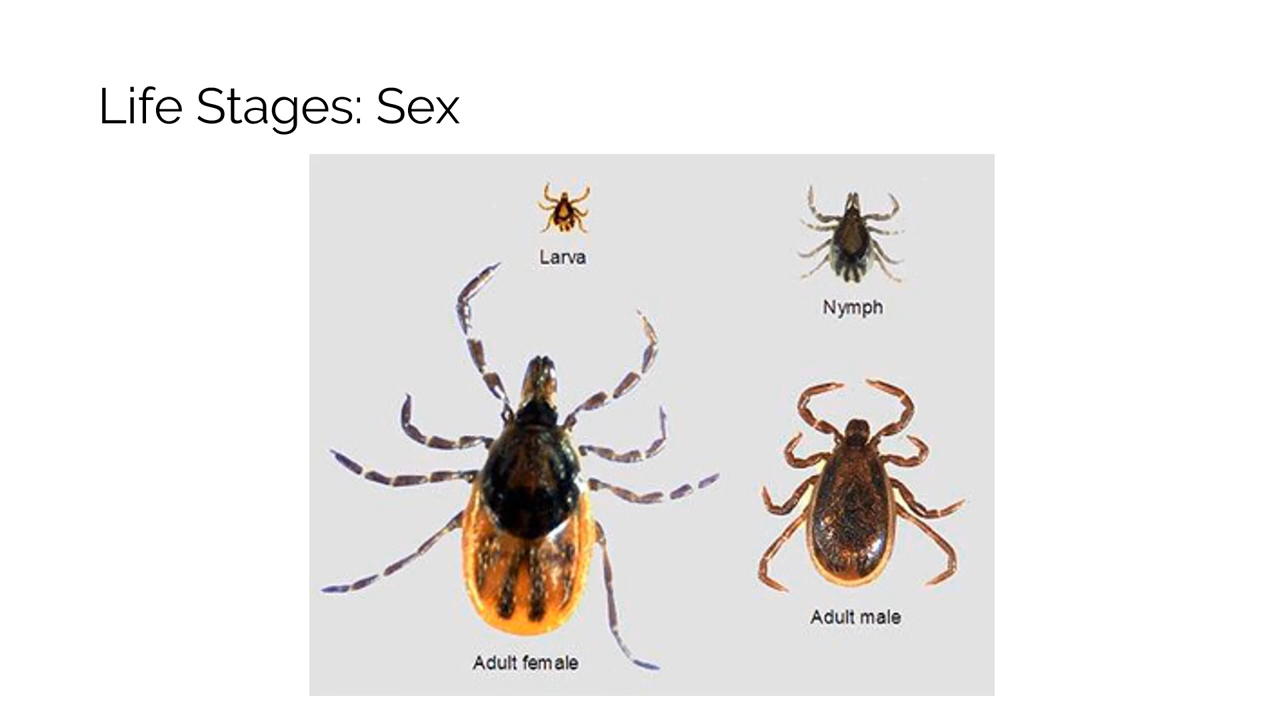 Life Stages: Sex
Larva
Nymph
Adult male
Adult female